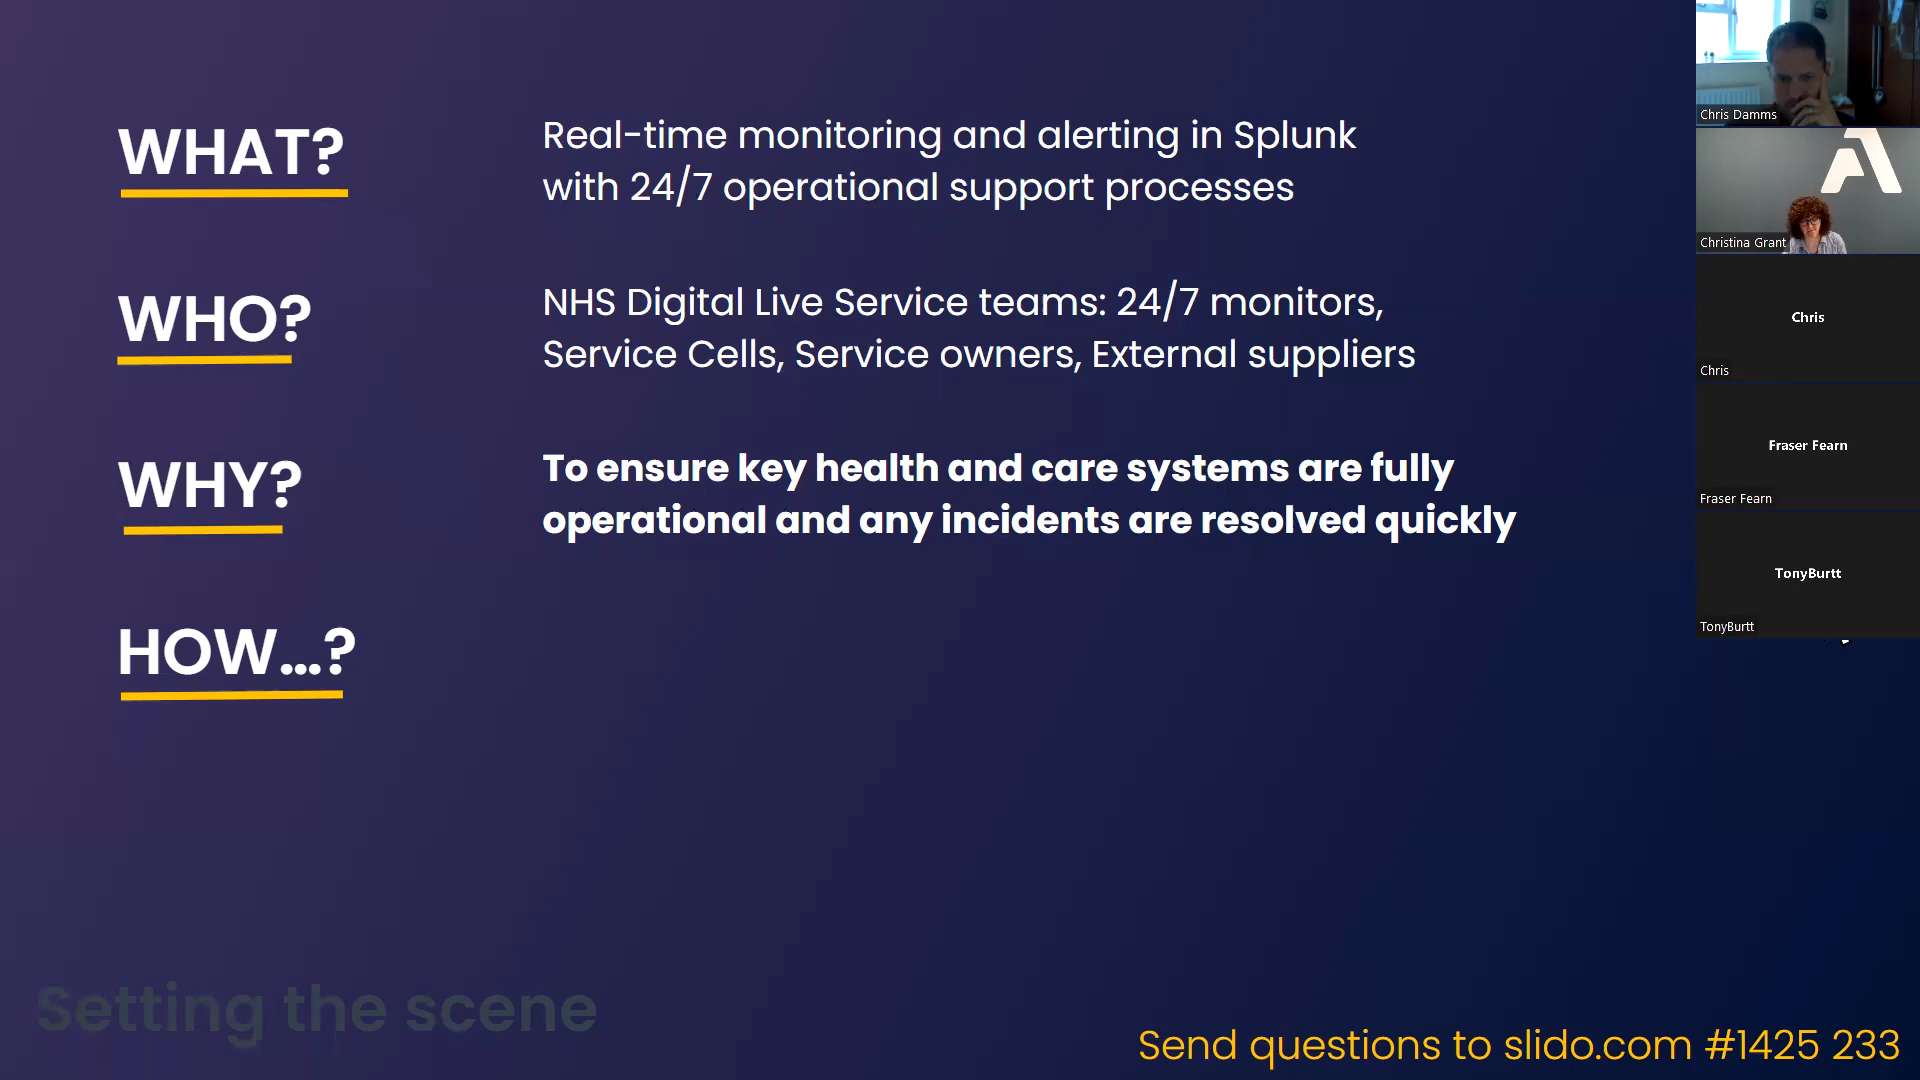 WHAT?
Real-time monitoring and alerting in Splunk
with 24/7 operational support processes
WHO?
NHS Digital Live Service teams: 24/7 monitors,
Service Cells, Service owners, External suppliers
WHY?
To ensure key health and care systems are fully
operational and any incidents are resolved quickly
HOW...?
Setting the scene
Send questions to slido.com #1425 233
Chris Damms
Christina Grant
Chris
Chris
Fraser Fearn
Fraser Fearn
TonyBurtt
TonyBurtt